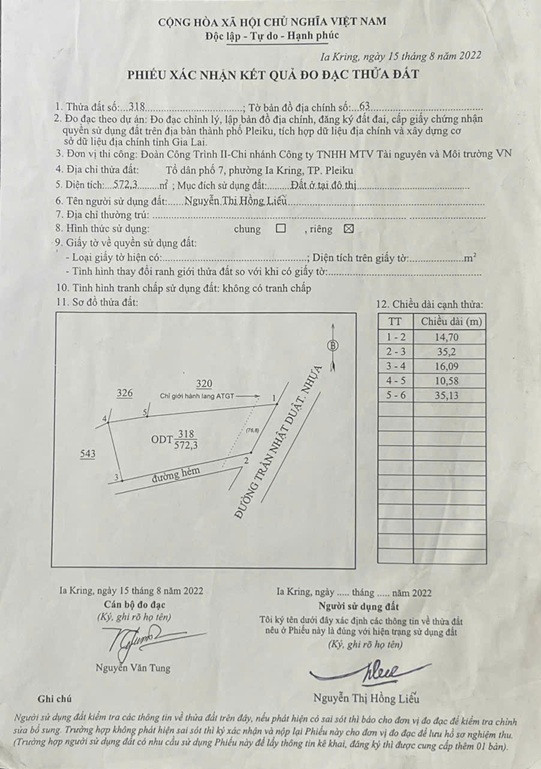 CỘNG HÒA XÃ HỘI CHỦ NGHĨA VIỆT NAM
Độc lập - Tự do - Hạnh phúc
Ia Kring, ngày 15 tháng 8 năm 2022
PHIẾU XÁC NHẬN KẾT QUẢ ĐO ĐẠC THỬA ĐẤT
1. Thửa đất số:...318...; Tờ bản đồ địa chính số:...63...
2. Đo đạc theo dự án: Đo đạc chỉnh lý, lập bản đồ địa chính, đăng ký đất đai, cấp giấy chứng nhận
quyền sử dụng đất trên địa bàn thành phố Pleiku, tích hợp dữ liệu địa chính và xây dựng cơ
sở dữ liệu địa chính tỉnh Gia Lai.
3. Đơn vị thi công: Đoàn Công Trình II-Chi nhánh Công ty TNHH MTV Tài nguyên và Môi trường VN
4. Địa chỉ thửa đất: Tổ dân phố 7, phường Ia Kring, TP. Pleiku
5. Diện tích:...572,3...m² ; Mục đích sử dụng đất:...Đất ở tại đô thị...
6. Tên người sử dụng đất:...Nguyễn Thị Hồng Liểu...
7. Địa chỉ thường trú:...
8. Hình thức sử dụng: chung ☐ , riêng ☒
9. Giấy tờ về quyền sử dụng đất:
- Loại giấy tờ hiện có:...; Diện tích trên giấy tờ:...m²
- Tình hình thay đổi ranh giới thửa đất so với khi có giấy tờ:...
10. Tình hình tranh chấp sử dụng đất: không có tranh chấp
11. Sơ đồ thửa đất:
B
320
326
Chỉ giới hành lang ATGT
1
4
5
(76,8)
ODT 318
572,3
543
2
3
đường hẻm
ĐƯỜNG TRẦN NHẬT DUẬT. NHỰA
12. Chiều dài cạnh thửa:
TT Chiều dài (m)
1 - 2 14,70
2 - 3 35,2
3 - 4 16,09
4 - 5 10,58
5 - 6 35,13
Ia Kring, ngày 15 tháng 8 năm 2022
Cán bộ đo đạc
(Ký, ghi rõ họ tên)
Nguyễn Văn Tung
Ia Kring, ngày ..... tháng ..... năm 2022
Người sử dụng đất
Tôi ký tên dưới đây xác định các thông tin về thửa đất
nêu ở Phiếu này là đúng với hiện trạng sử dụng đất
(Ký, ghi rõ họ tên)
Nguyễn Thị Hồng Liểu
Ghi chú
Người sử dụng đất kiểm tra các thông tin về thửa đất trên đây, nếu phát hiện có sai sót thì báo cho đơn vị đo đạc để kiểm tra chỉnh
sửa bổ sung. Trường hợp không phát hiện sai sót thì ký xác nhận và nộp lại Phiếu này cho đơn vị đo đạc để lưu hồ sơ nghiệm thu.
(Trường hợp người sử dụng đất có nhu cầu sử dụng Phiếu này để lấy thông tin kê khai, đăng ký thì được cung cấp thêm 01 bản).